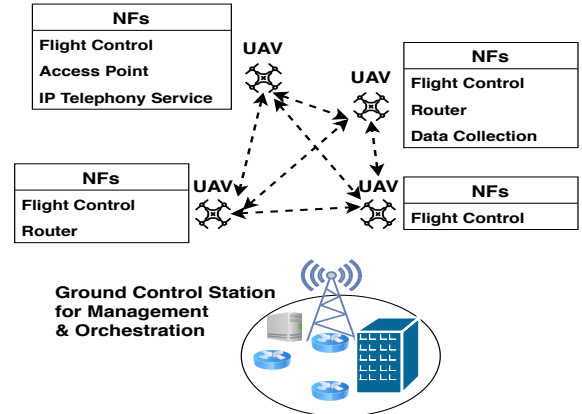 NFs
Flight Control
Access Point
IP Telephony Service
UAV
UAV
NFs
Flight Control
Router
Data Collection
NFs
Flight Control
Router
UAV
UAV
NFs
Flight Control
Ground Control Station
for Management
& Orchestration